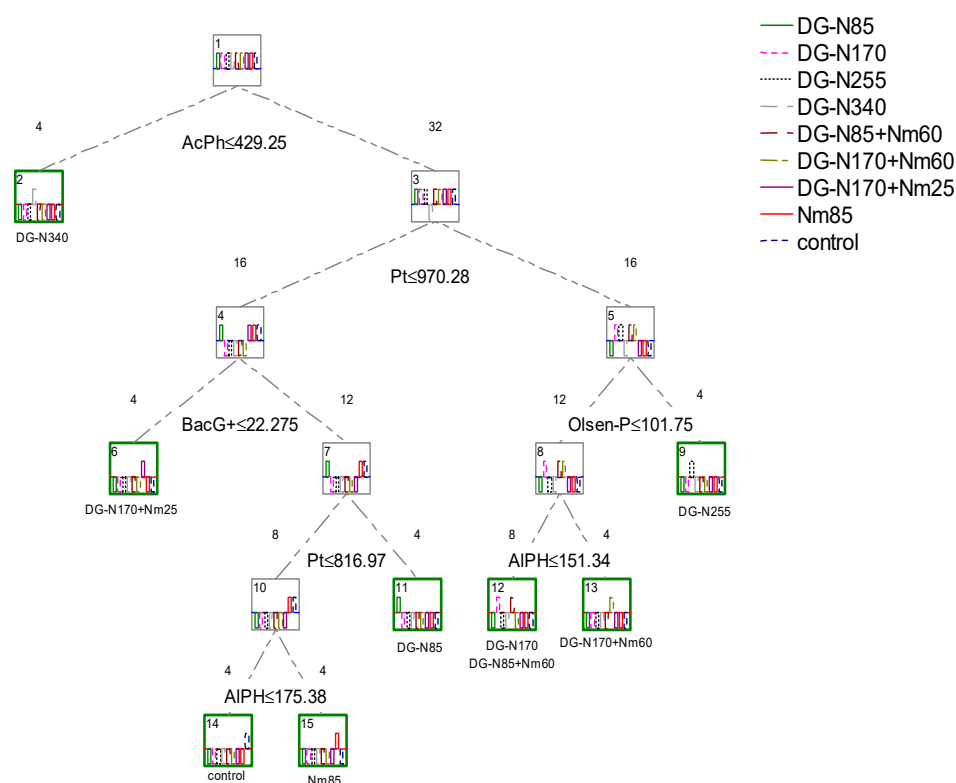 1
DG-N85
DG-N170
DG-N255
DG-N340
DG-N85+Nm60
DG-N170+Nm60
DG-N170+Nm25
Nm85
control
4
AcPh≤429.25
32
2
3
DG-N340
16
Pt≤970.28
16
4
5
4
BacG+≤22.275
12
12
Olsen-P≤101.75
4
6
7
8
9
DG-N170+Nm25
DG-N255
8
Pt≤816.97
4
8
AlPH≤151.34
4
10
11
12
13
DG-N85
DG-N170
DG-N85+Nm60
DG-N170+Nm60
4
AlPH≤175.38
4
14
15
control
Nm85